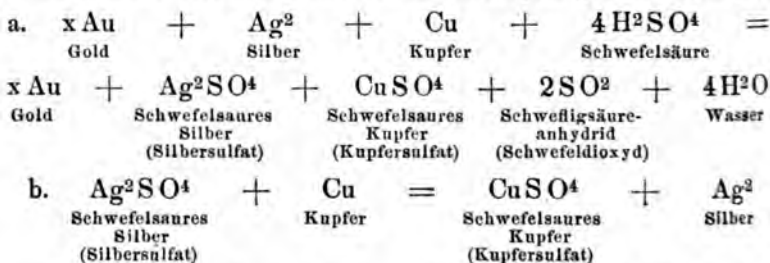 a. x Au + Ag² + Cu + 4 H²SO⁴ =
Gold Silber Kupfer Schwefelsäure
x Au + Ag²SO⁴ + CuSO⁴ + 2SO² + 4H²O
Gold Schwefelsaures Schwefelsaures Schwefligsäure- Wasser
Silber Kupfer anhydrid
(Silbersulfat) (Kupfersulfat) (Schwefeldioxyd)
b. Ag²SO⁴ + Cu = CuSO⁴ + Ag²
Schwefelsaures Kupfer Schwefelsaures Silber
Silber Kupfer
(Silbersulfat) (Kupfersulfat)